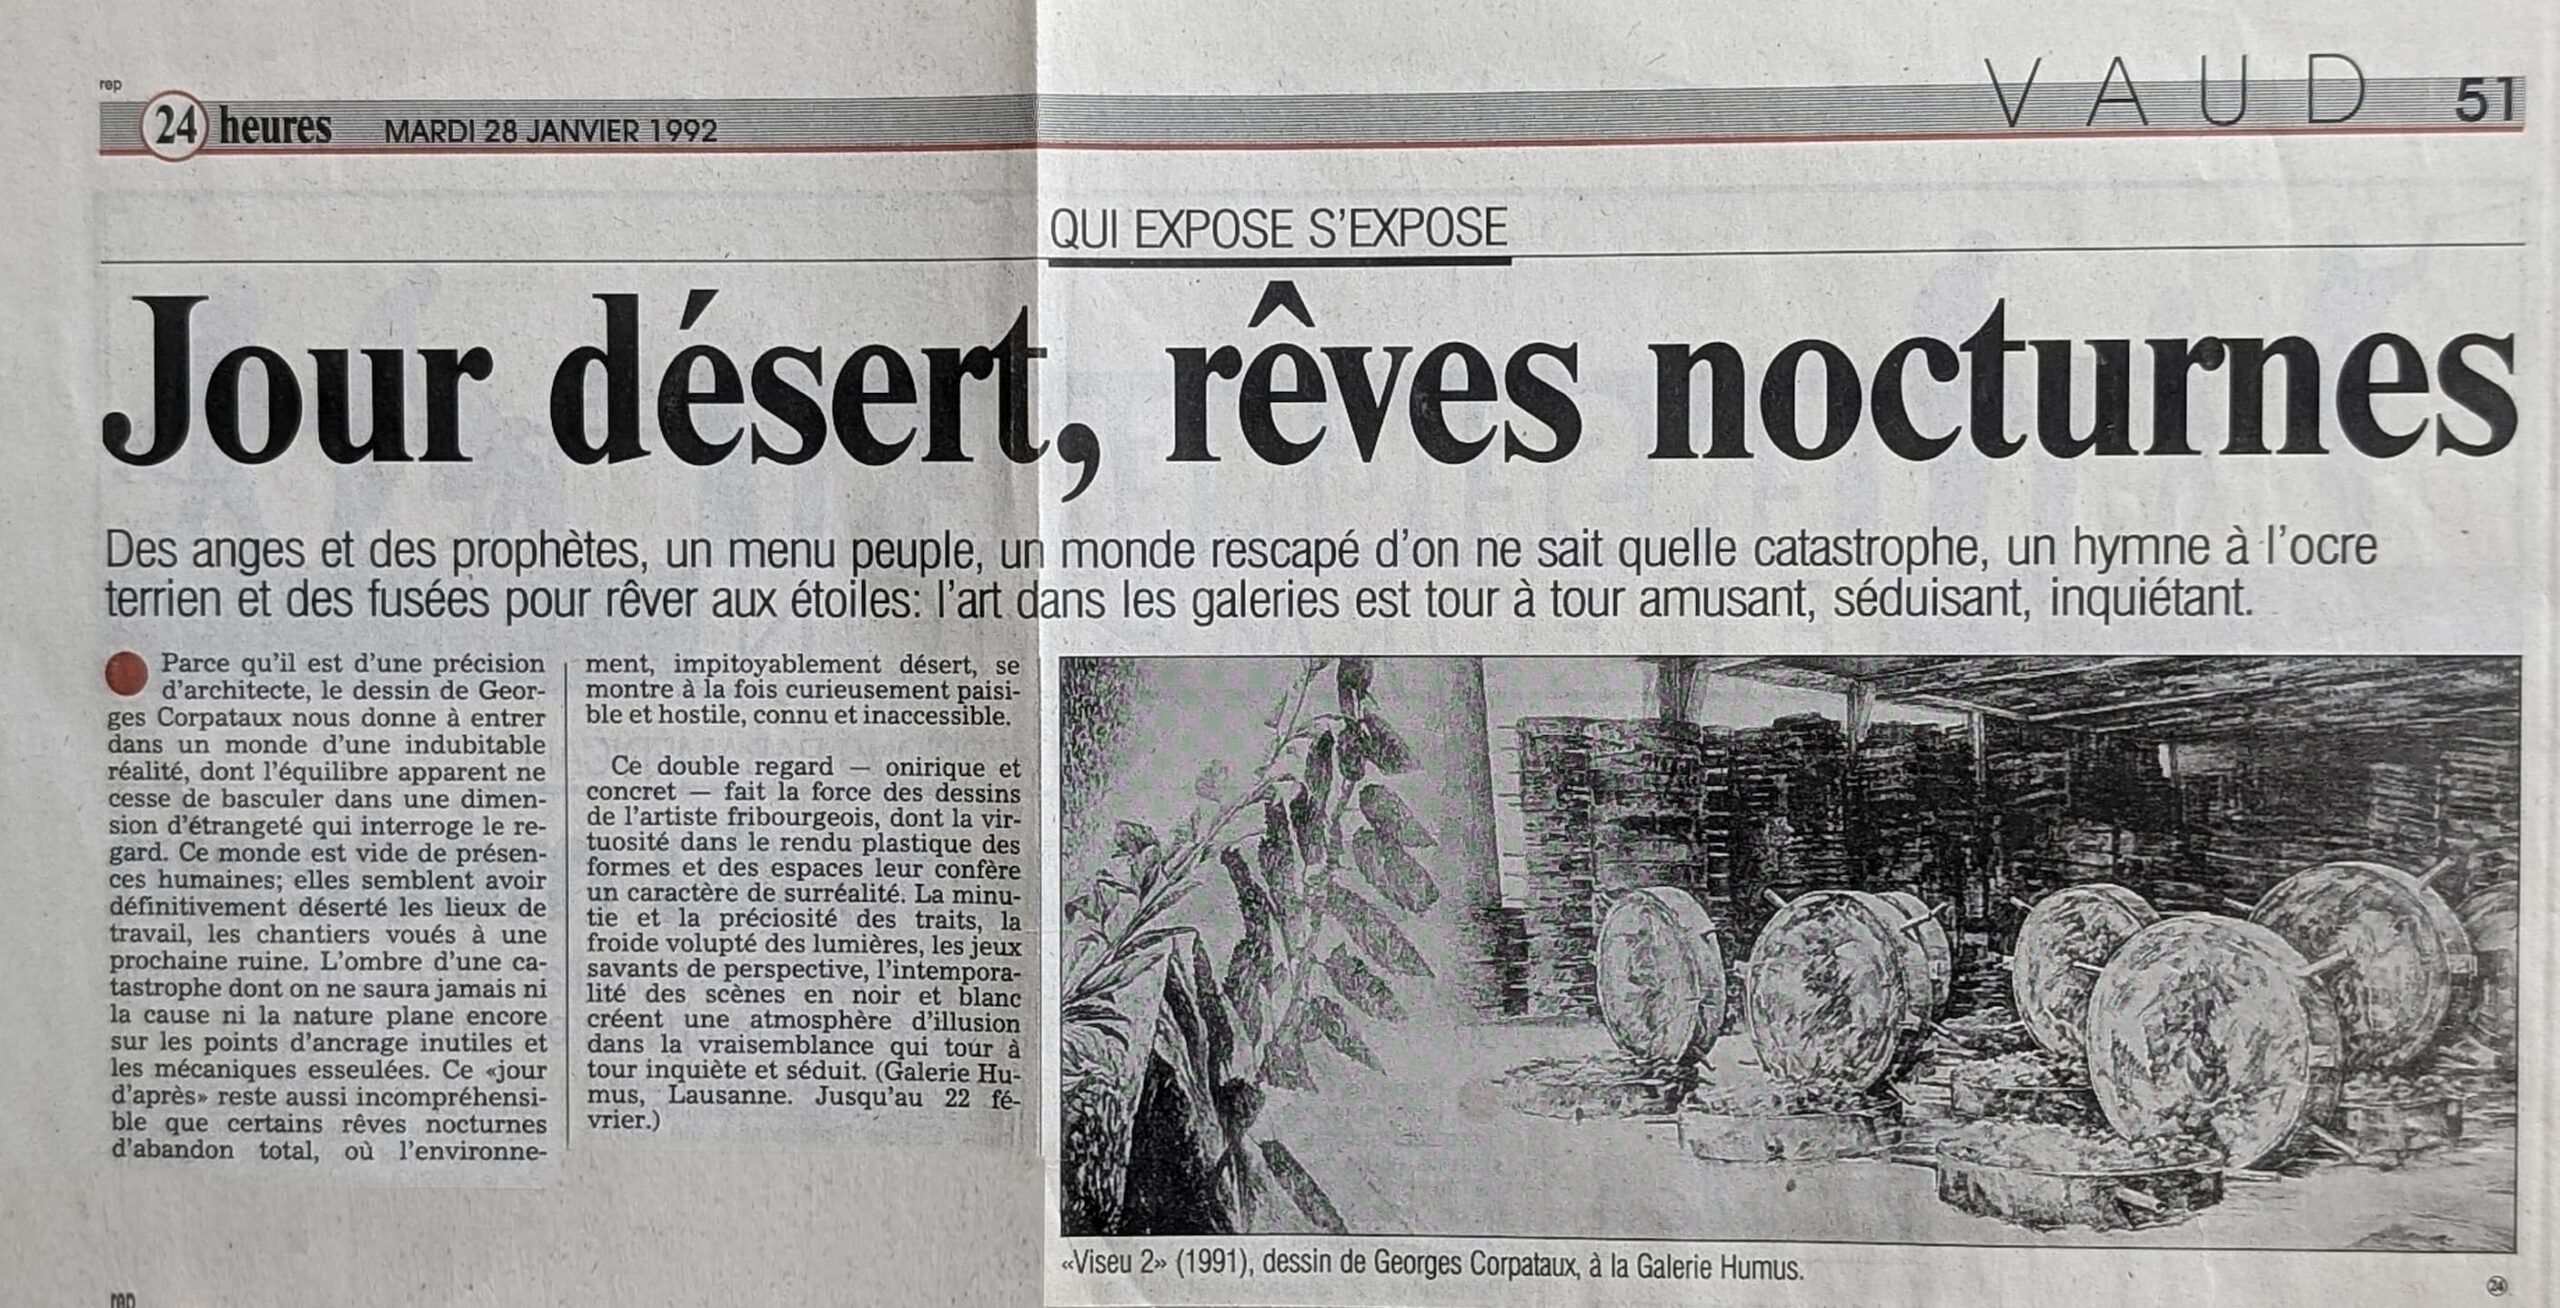 rep
24 heures MARDI 28 JANVIER 1992 VAUD 51
QUI EXPOSE S'EXPOSE
Jour désert, rêves nocturnes
Des anges et des prophètes, un menu peuple, un monde rescapé d'on ne sait quelle catastrophe, un hymne à l'ocre
terrien et des fusées pour rêver aux étoiles: l'art dans les galeries est tour à tour amusant, séduisant, inquiétant.
Parce qu'il est d'une précision
d'architecte, le dessin de Geor-
ges Corpataux nous donne à entrer
dans un monde d'une indubitable
réalité, dont l'équilibre apparent ne
cesse de basculer dans une dimen-
sion d'étrangeté qui interroge le re-
gard. Ce monde est vide de présen-
ces humaines; elles semblent avoir
définitivement déserté les lieux de
travail, les chantiers voués à une
prochaine ruine. L'ombre d'une ca-
tastrophe dont on ne saura jamais ni
la cause ni la nature plane encore
sur les points d'ancrage inutiles et
les mécaniques esseulées. Ce «jour
d'après» reste aussi incompréhensi-
ble que certains rêves nocturnes
d'abandon total, où l'environne-
ment, impitoyablement désert, se
montre à la fois curieusement paisi-
ble et hostile, connu et inaccessible.
Ce double regard — onirique et
concret — fait la force des dessins
de l'artiste fribourgeois, dont la vir-
tuosité dans le rendu plastique des
formes et des espaces leur confère
un caractère de surréalité. La minu-
tie et la préciosité des traits, la
froide volupté des lumières, les jeux
savants de perspective, l'intempora-
lité des scènes en noir et blanc
créent une atmosphère d'illusion
dans la vraisemblance qui tour à
tour inquiète et séduit. (Galerie Hu-
mus, Lausanne. Jusqu'au 22 fé-
vrier.)
«Viseu 2» (1991), dessin de Georges Corpataux, à la Galerie Humus.
24
rep